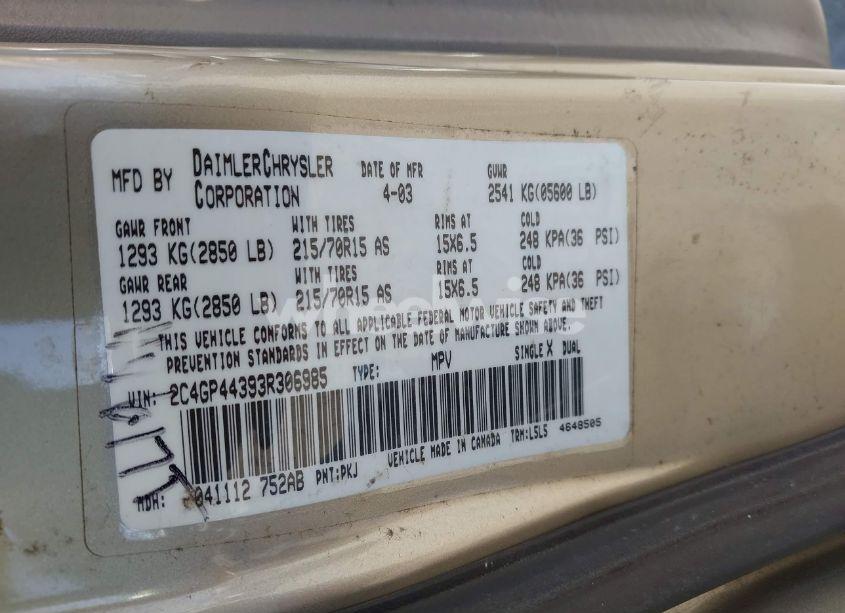 MFD BY DAIMLERCHRYSLER CORPORATION DATE OF MFR 4-03 GVWR 2541 KG(05600 LB)
GAWR FRONT WITH TIRES RIMS AT COLD
1293 KG(2850 LB) 215/70R15 AS 15X6.5 248 KPA(36 PSI)
GAWR REAR WITH TIRES RIMS AT COLD
1293 KG(2850 LB) 215/70R15 AS 15X6.5 248 KPA(36 PSI)
THIS VEHICLE CONFORMS TO ALL APPLICABLE FEDERAL MOTOR VEHICLE SAFETY AND THEFT
PREVENTION STANDARDS IN EFFECT ON THE DATE OF MANUFACTURE SHOWN ABOVE.
VIN: 2C4GP44393R306985 TYPE: MPV SINGLE X DUAL
MDH: 041112 752AB PNT:PKJ VEHICLE MADE IN CANADA TRM:L5L5 4648505